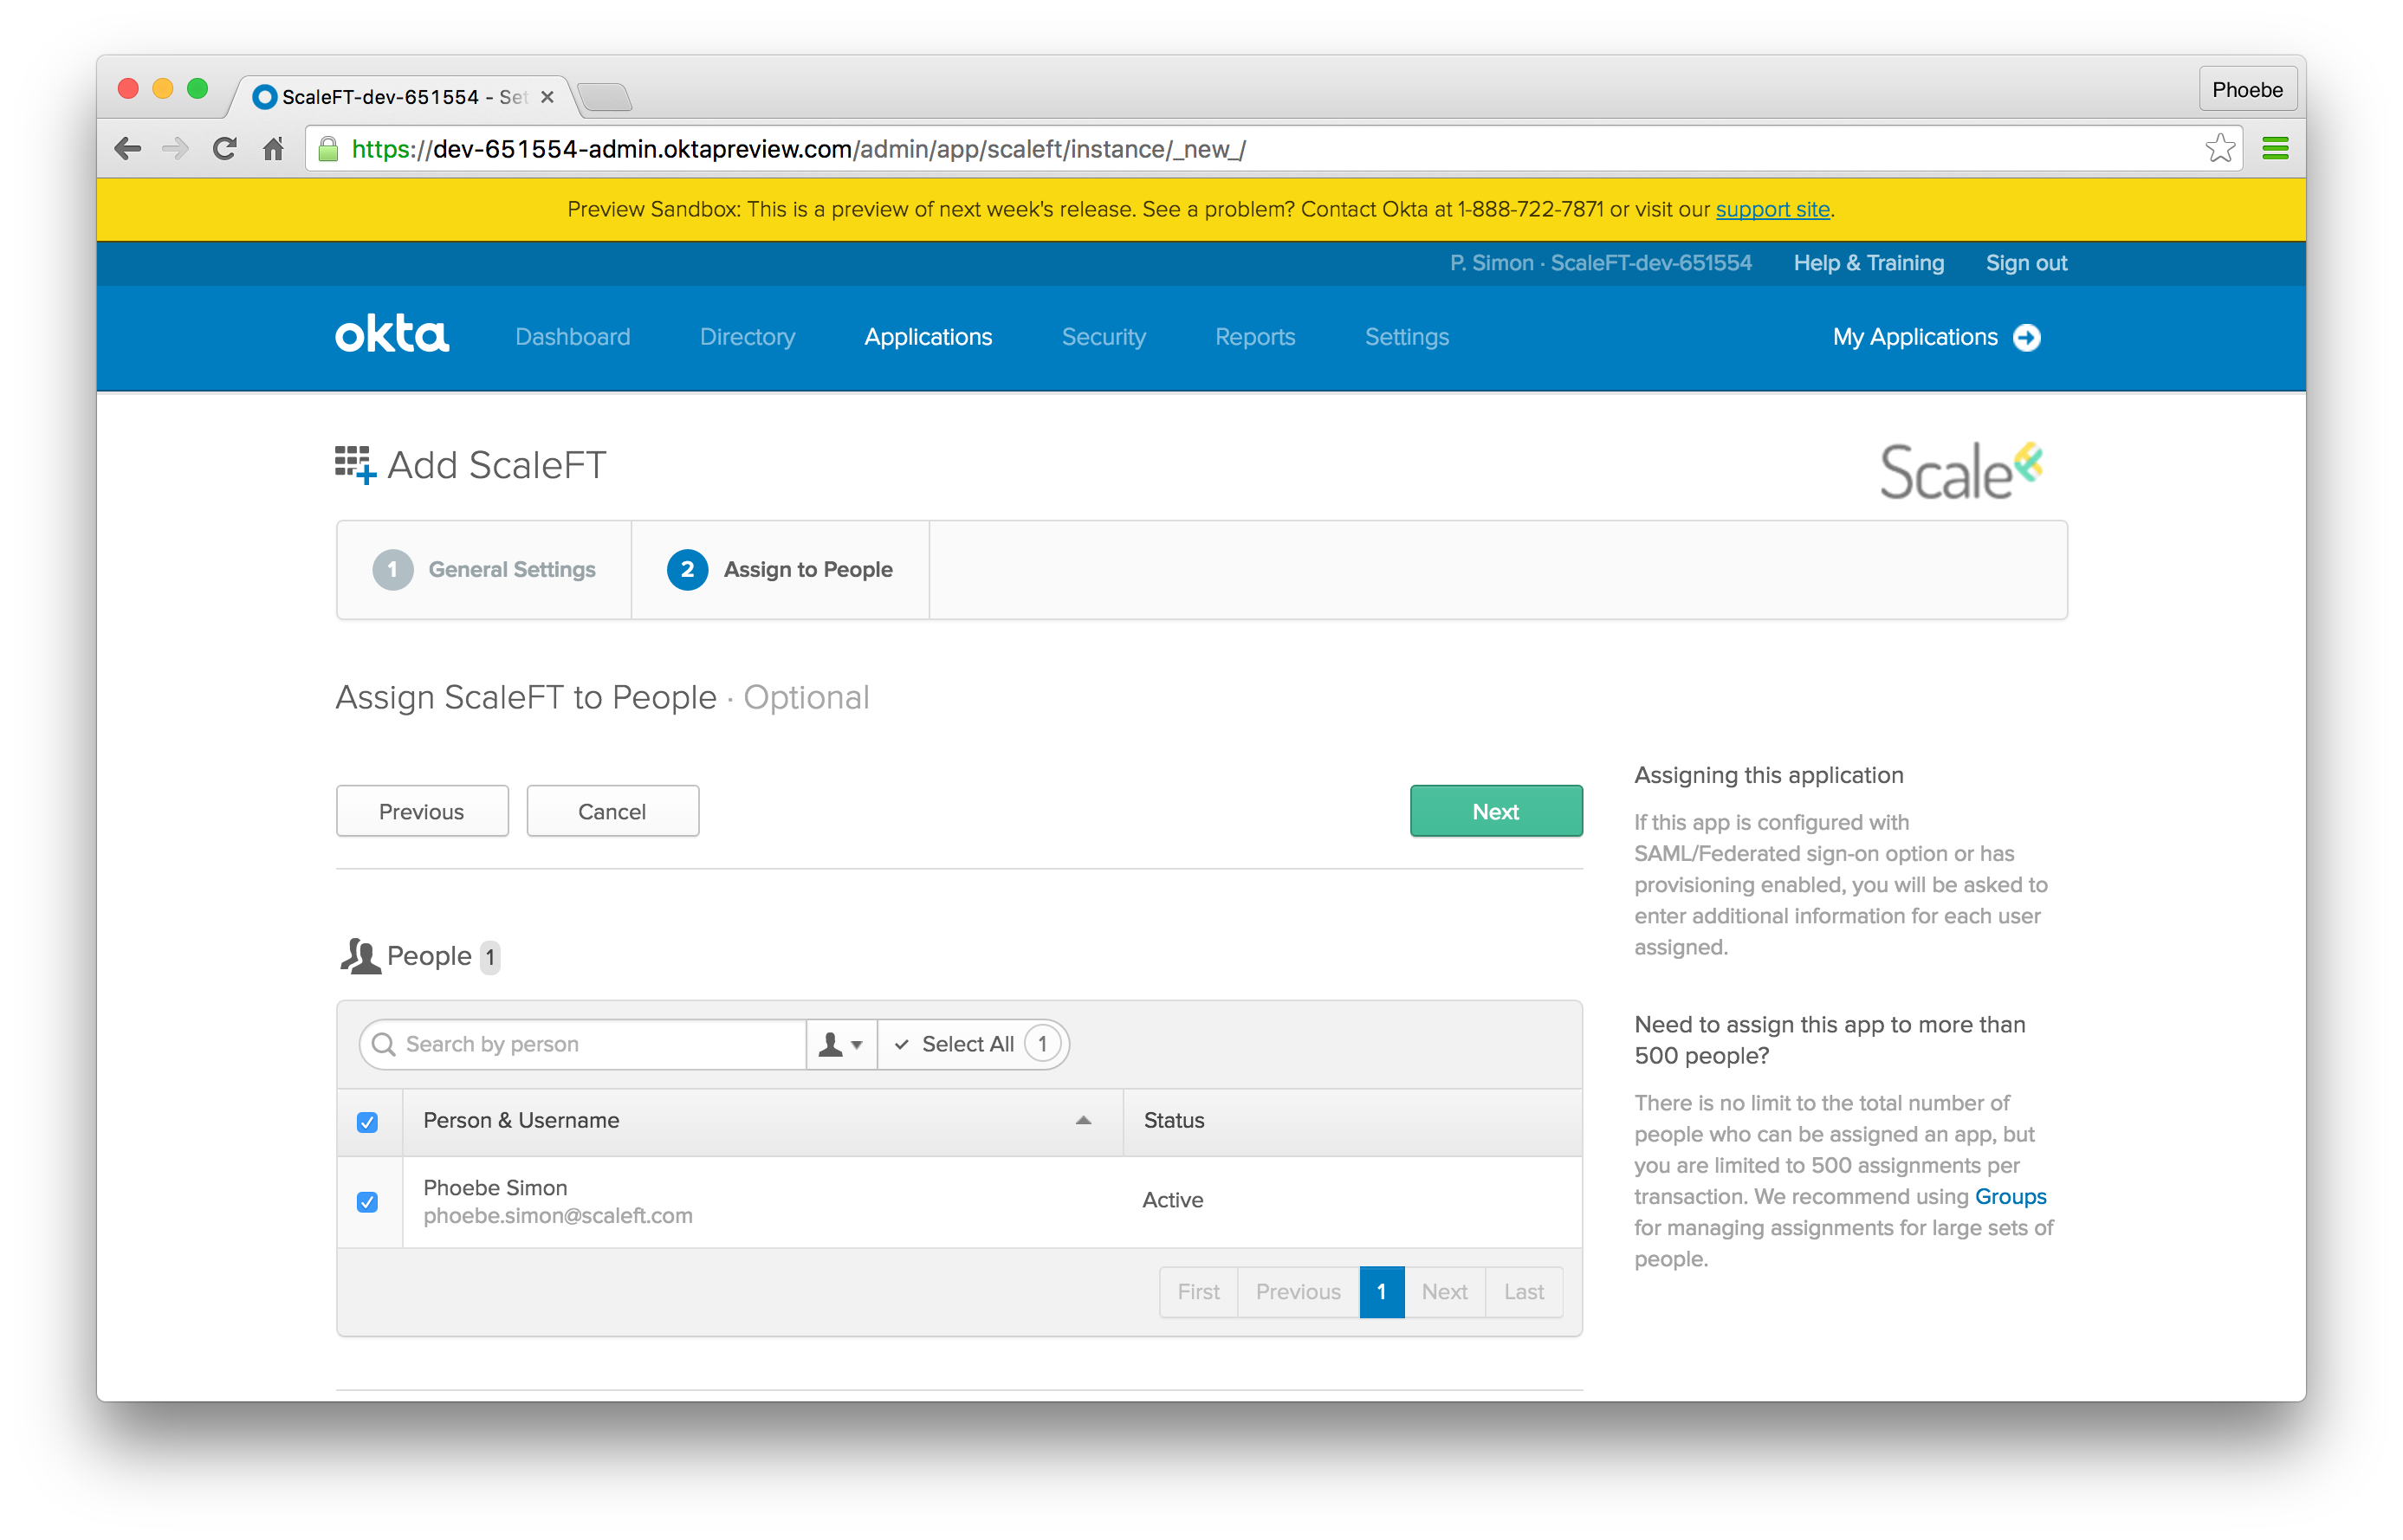 ScaleFT-dev-651554 - Set
Phoebe
https://dev-651554-admin.oktapreview.com/admin/app/scaleft/instance/_new_/
Preview Sandbox: This is a preview of next week's release. See a problem? Contact Okta at 1-888-722-7871 or visit our support site.
P. Simon · ScaleFT-dev-651554 Help & Training Sign out
okta Dashboard Directory Applications Security Reports Settings My Applications
Add ScaleFT
Scale
1 General Settings 2 Assign to People
Assign ScaleFT to People · Optional
Previous Cancel Next
People 1
Search by person Select All 1
Person & Username Status
Phoebe Simon
phoebe.simon@scaleft.com
Active
First Previous 1 Next Last
Assigning this application
If this app is configured with
SAML/Federated sign-on option or has
provisioning enabled, you will be asked to
enter additional information for each user
assigned.
Need to assign this app to more than
500 people?
There is no limit to the total number of
people who can be assigned an app, but
you are limited to 500 assignments per
transaction. We recommend using Groups
for managing assignments for large sets of
people.